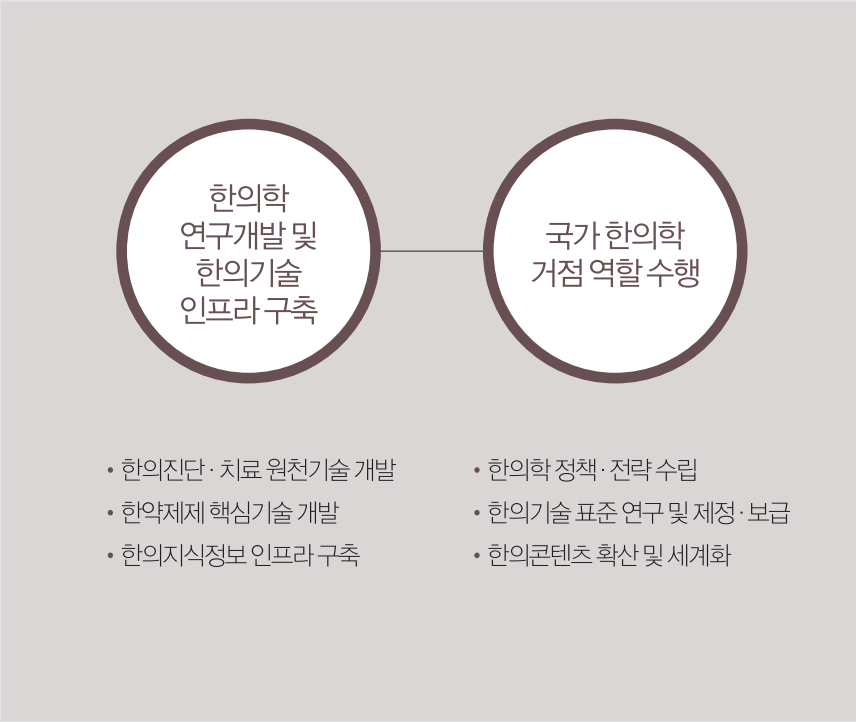 한의학
연구개발 및
한의기술
인프라 구축
국가 한의학
거점 역할 수행
• 한의진단 · 치료 원천기술 개발
• 한약제제 핵심기술 개발
• 한의지식정보 인프라 구축
• 한의학 정책 · 전략 수립
• 한의기술 표준 연구 및 제정 · 보급
• 한의콘텐츠 확산 및 세계화